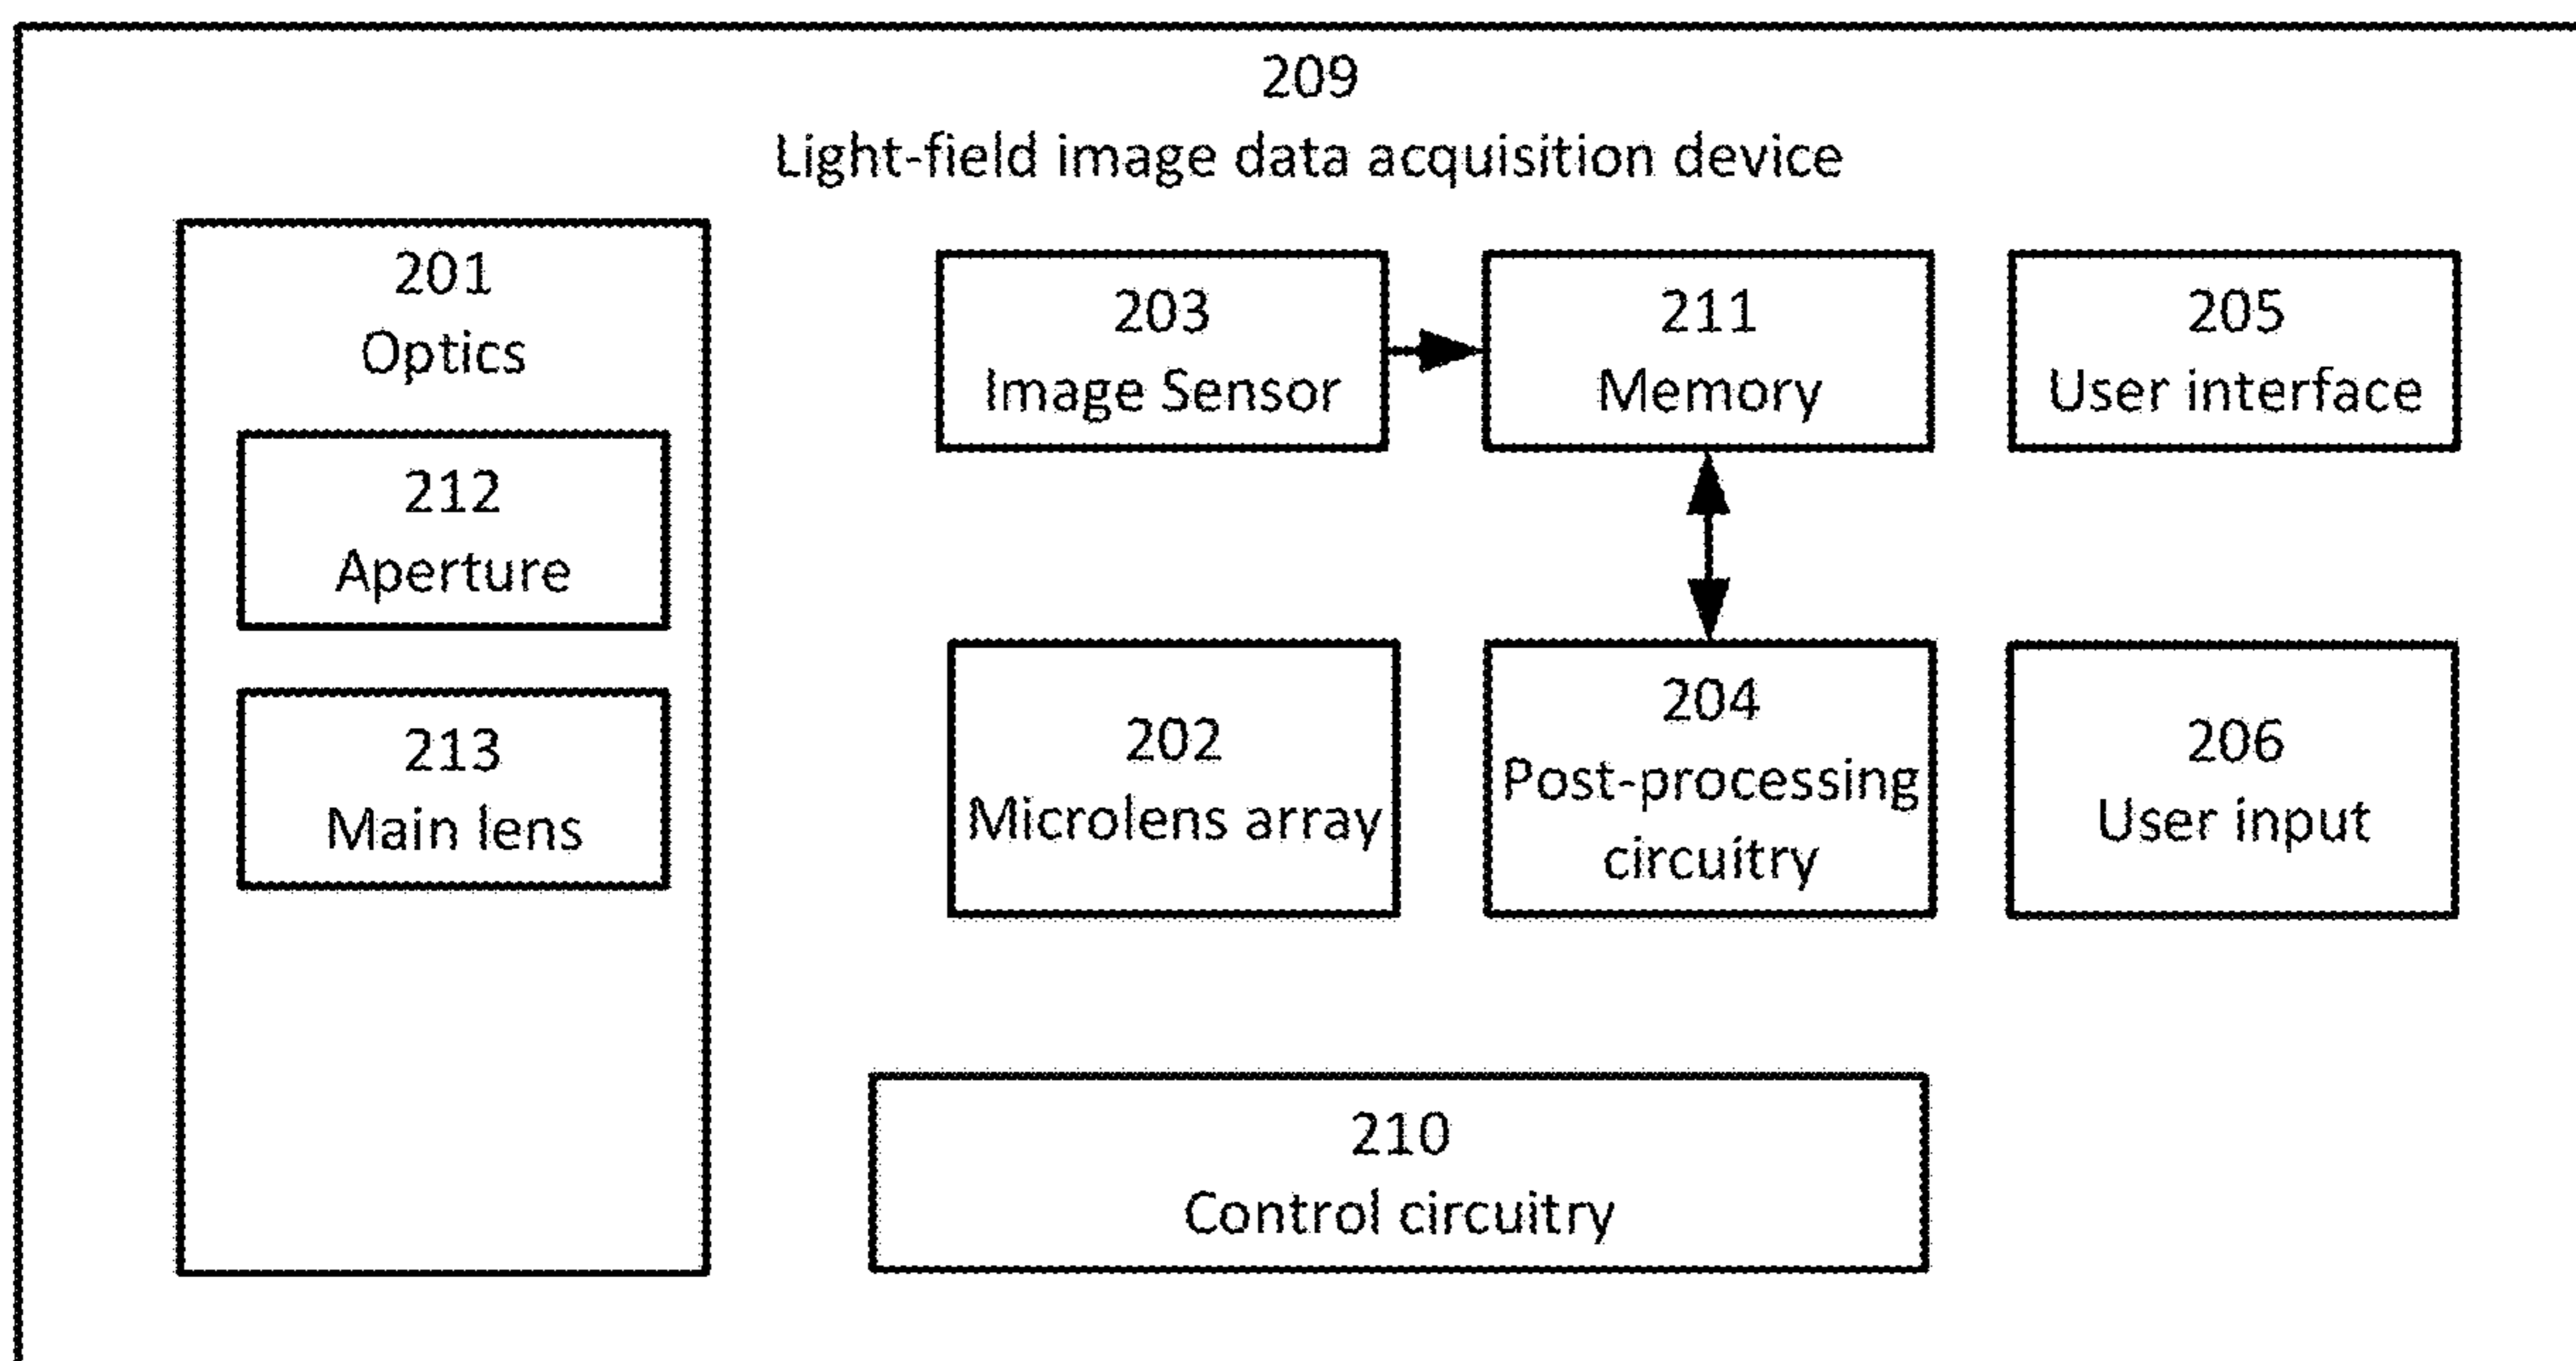 209
Light-field image data acquisition device
201
Optics
212
Aperture
213
Main lens
203
Image Sensor
211
Memory
205
User interface
202
Microlens array
204
Post-processing
circuitry
206
User input
210
Control circuitry